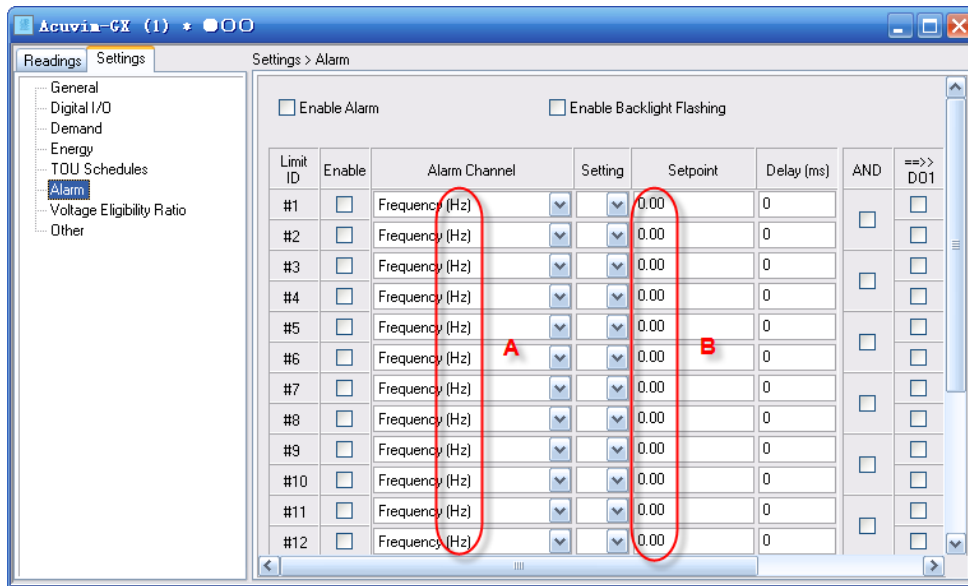 Acuvim-GX (1) *
Readings Settings
Settings > Alarm
General
Digital I/O
Demand
Energy
TOU Schedules
Alarm
Voltage Eligibility Ratio
Other
Enable Alarm Enable Backlight Flashing
Limit ID Enable Alarm Channel Setting Setpoint Delay (ms) AND ==>> DO1
#1 Frequency (Hz) 0.00 0
#2 Frequency (Hz) 0.00 0
#3 Frequency (Hz) 0.00 0
#4 Frequency (Hz) 0.00 0
#5 Frequency (Hz) 0.00 0
A B
#6 Frequency (Hz) 0.00 0
#7 Frequency (Hz) 0.00 0
#8 Frequency (Hz) 0.00 0
#9 Frequency (Hz) 0.00 0
#10 Frequency (Hz) 0.00 0
#11 Frequency (Hz) 0.00 0
#12 Frequency (Hz) 0.00 0